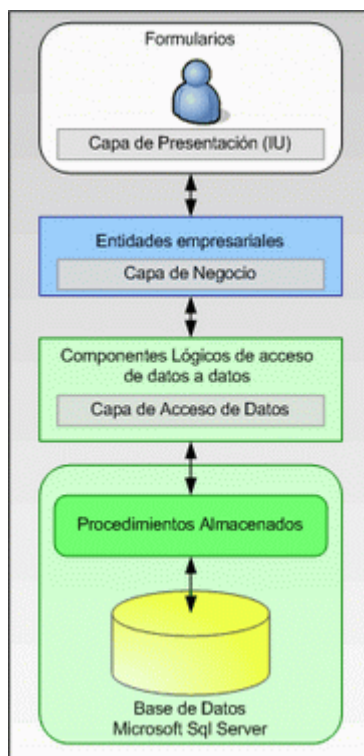 Formularios
Capa de Presentación (IU)
Entidades empresariales
Capa de Negocio
Componentes Lógicos de acceso
de datos a datos
Capa de Acceso de Datos
Procedimientos Almacenados
Base de Datos
Microsoft Sql Server